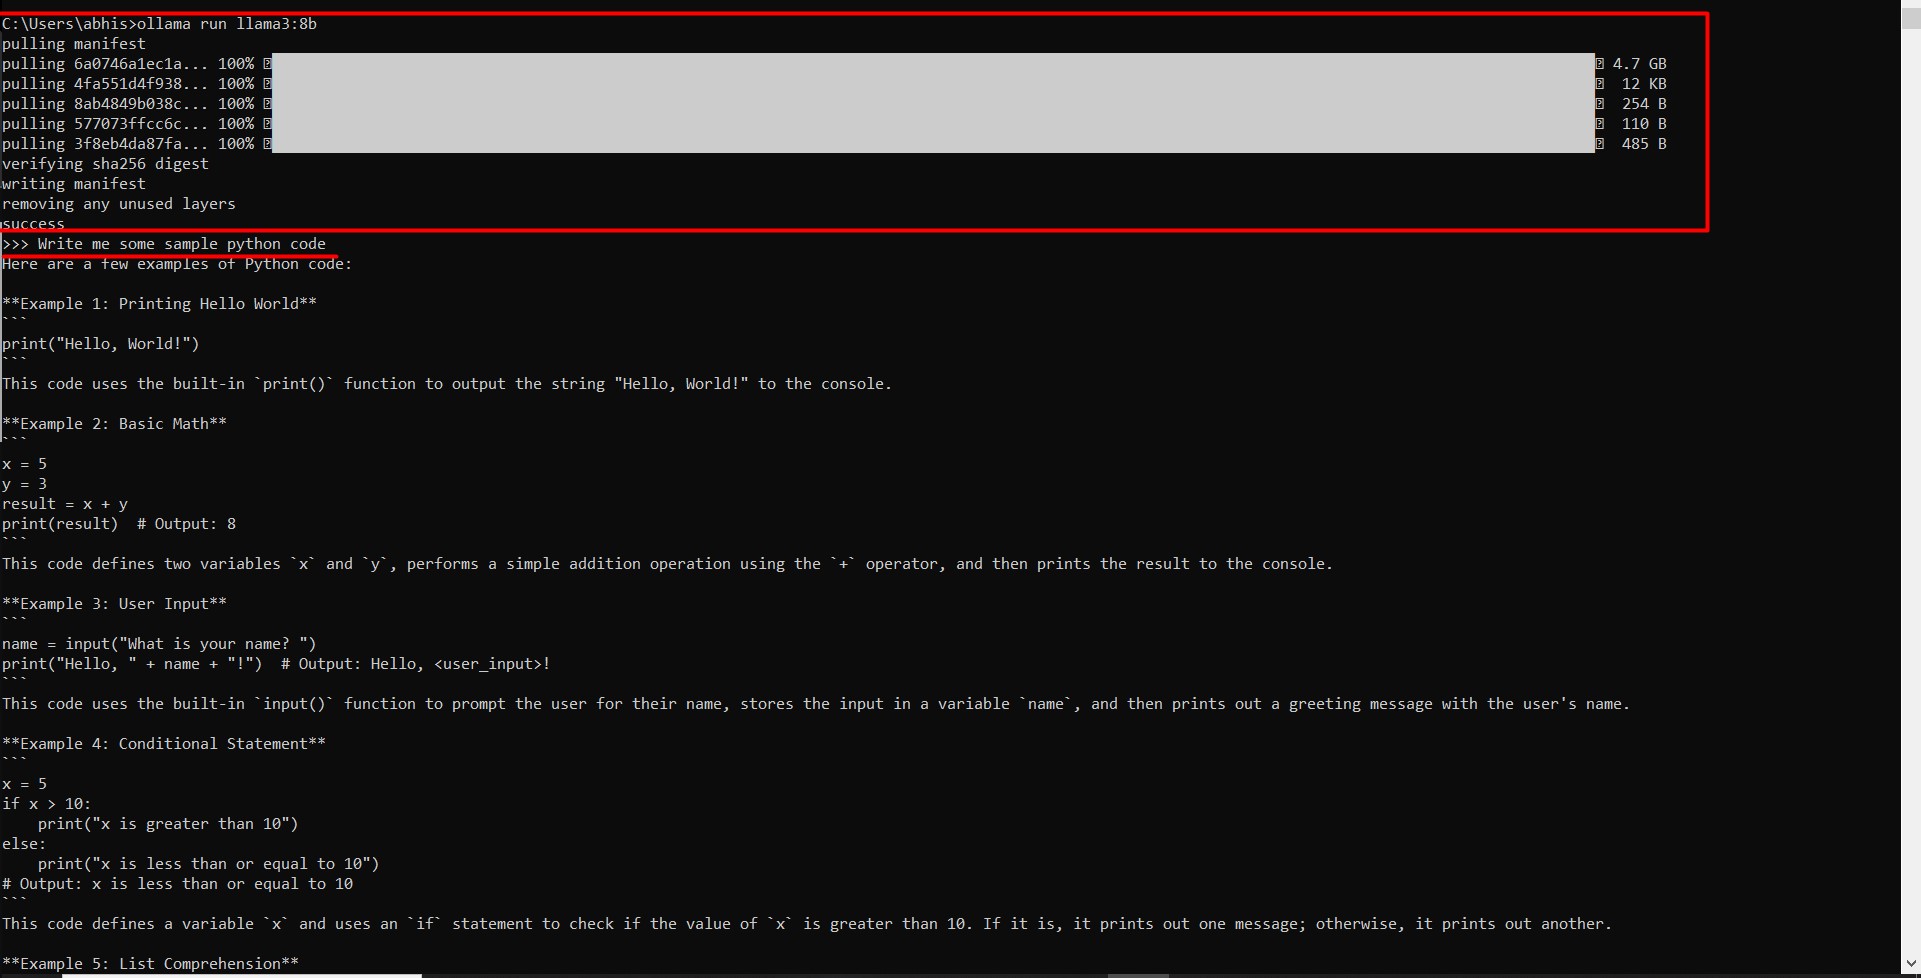 C:\Users\abhis>ollama run llama3:8b
pulling manifest
pulling 6a0746a1ec1a... 100% 4.7 GB
pulling 4fa551d4f938... 100% 12 KB
pulling 8ab4849b038c... 100% 254 B
pulling 577073ffcc6c... 100% 110 B
pulling 3f8eb4da87fa... 100% 485 B
verifying sha256 digest
writing manifest
removing any unused layers
success
>>> Write me some sample python code
Here are a few examples of Python code:
**Example 1: Printing Hello World**
```
print("Hello, World!")
```
This code uses the built-in `print()` function to output the string "Hello, World!" to the console.
**Example 2: Basic Math**
```
x = 5
y = 3
result = x + y
print(result)  # Output: 8
```
This code defines two variables `x` and `y`, performs a simple addition operation using the `+` operator, and then prints the result to the console.
**Example 3: User Input**
```
name = input("What is your name? ")
print("Hello, " + name + "!")  # Output: Hello, <user_input>!
```
This code uses the built-in `input()` function to prompt the user for their name, stores the input in a variable `name`, and then prints out a greeting message with the user's name.
**Example 4: Conditional Statement**
```
x = 5
if x > 10:
    print("x is greater than 10")
else:
    print("x is less than or equal to 10")
# Output: x is less than or equal to 10
```
This code defines a variable `x` and uses an `if` statement to check if the value of `x` is greater than 10. If it is, it prints out one message; otherwise, it prints out another.
**Example 5: List Comprehension**